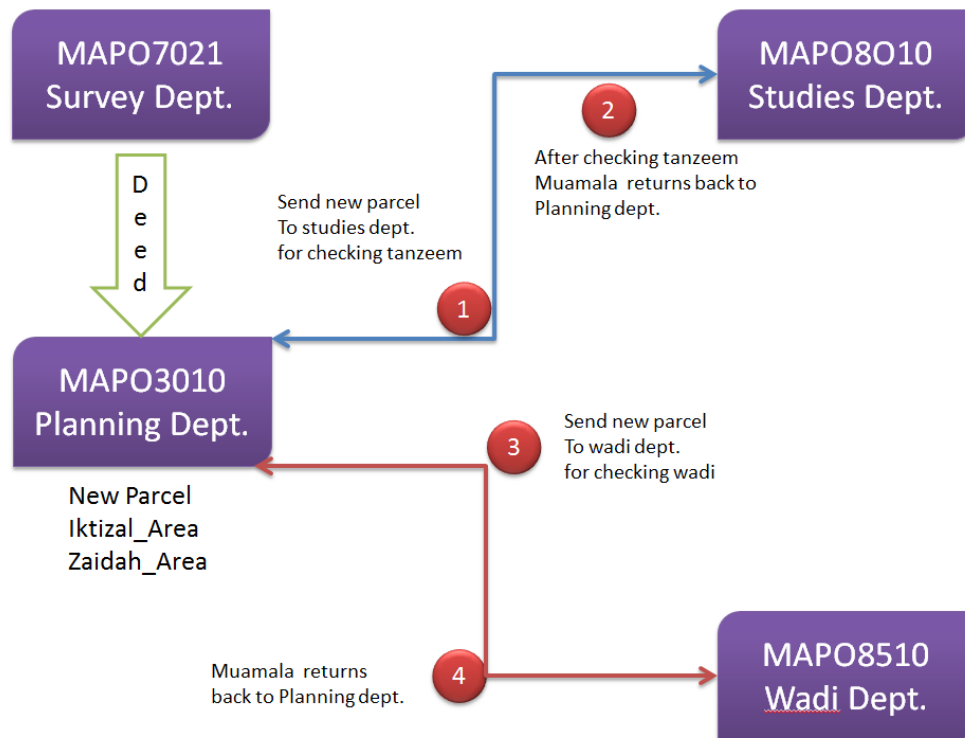 MAPO7021
Survey Dept.
MAPO8O10
Studies Dept.
D
e
e
d
2
After checking tanzeem
Muamala returns back to
Planning dept.
Send new parcel
To studies dept.
for checking tanzeem
1
MAPO3010
Planning Dept.
3
Send new parcel
To wadi dept.
for checking wadi
New Parcel
Iktizal_Area
Zaidah_Area
Muamala returns
back to Planning dept.
4
MAPO8510
Wadi Dept.